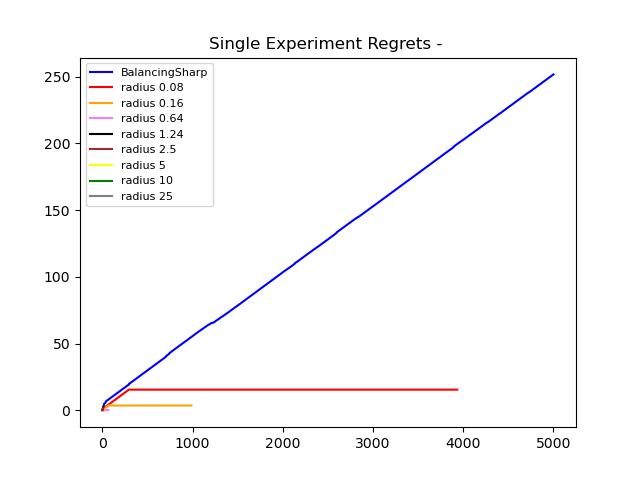 Single Experiment Regrets -
250
200
150
100
50
0
BalancingSharp
radius 0.08
radius 0.16
radius 0.64
radius 1.24
radius 2.5
radius 5
radius 10
radius 25
0 1000 2000 3000 4000 5000